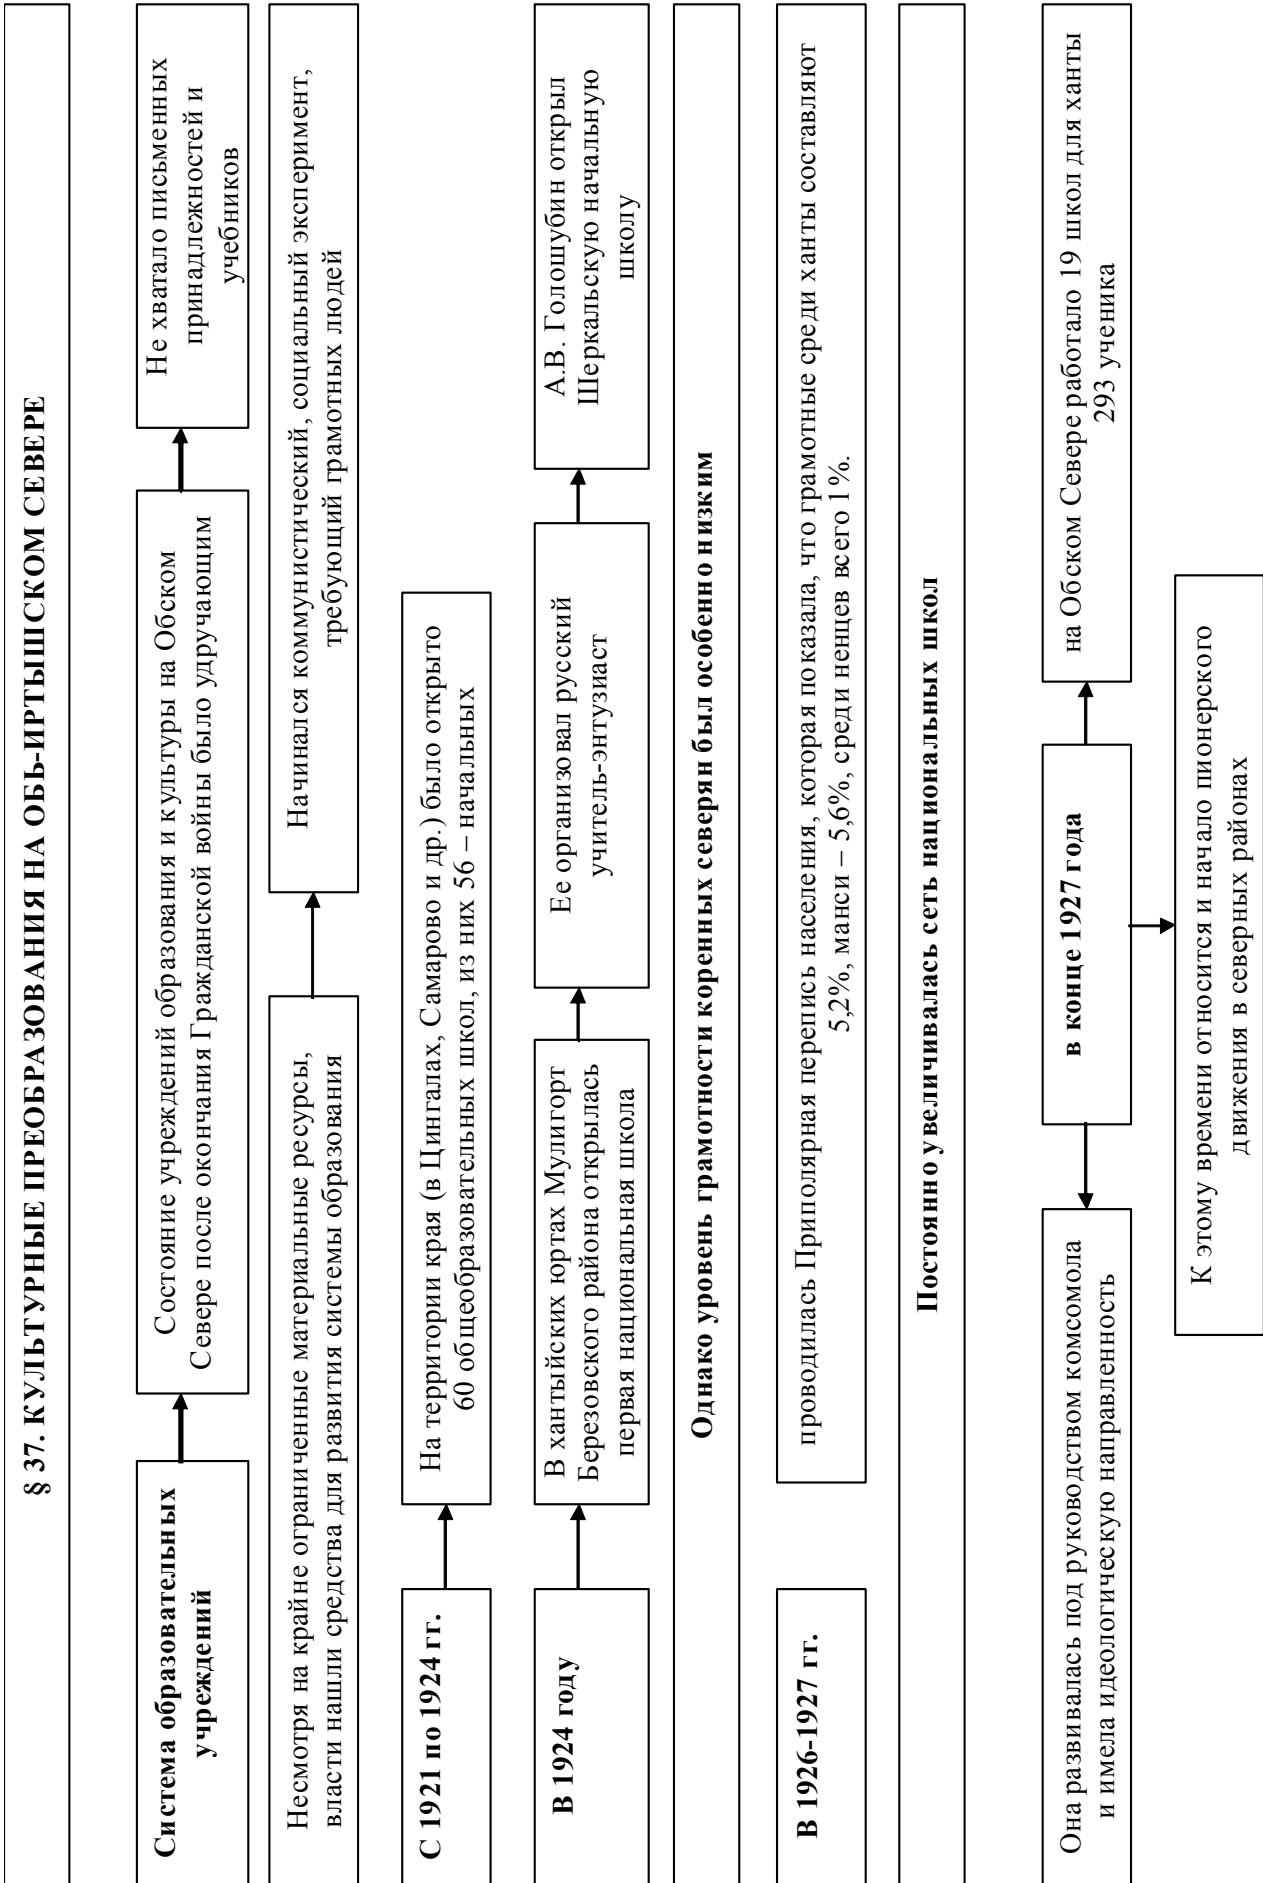 § 37. КУЛЬТУРНЫЕ ПРЕОБРАЗОВАНИЯ НА ОБЬ-ИРТЫШСКОМ СЕВЕРЕ
Система образовательных
учреждений
Состояние учреждений образования и культуры на Обском
Севере после окончания Гражданской войны было удручающим
Не хватало письменных
принадлежностей и
учебников
Несмотря на крайне ограниченные материальные ресурсы,
власти нашли средства для развития системы образования
Начинался коммунистический, социальный эксперимент,
требующий грамотных людей
С 1921 по 1924 гг.
На территории края (в Цингалах, Самарово и др.) было открыто
60 общеобразовательных школ, из них 56 – начальных
В 1924 году
В хантыйских юртах Мулигорт
Березовского района открылась
первая национальная школа
Ее организовал русский
учитель-энтузиаст
А.В. Голошубин открыл
Шеркальскую начальную
школу
Однако уровень грамотности коренных северян был особенно низким
В 1926-1927 гг.
проводилась Приполярная перепись населения, которая показала, что грамотные среди ханты составляют
5,2%, манси – 5,6%, среди ненцев всего 1%.
Постоянно увеличивалась сеть национальных школ
Она развивалась под руководством комсомола
и имела идеологическую направленность
в конце 1927 года
на Обском Севере работало 19 школ для ханты
293 ученика
К этому времени относится и начало пионерского
движения в северных районах